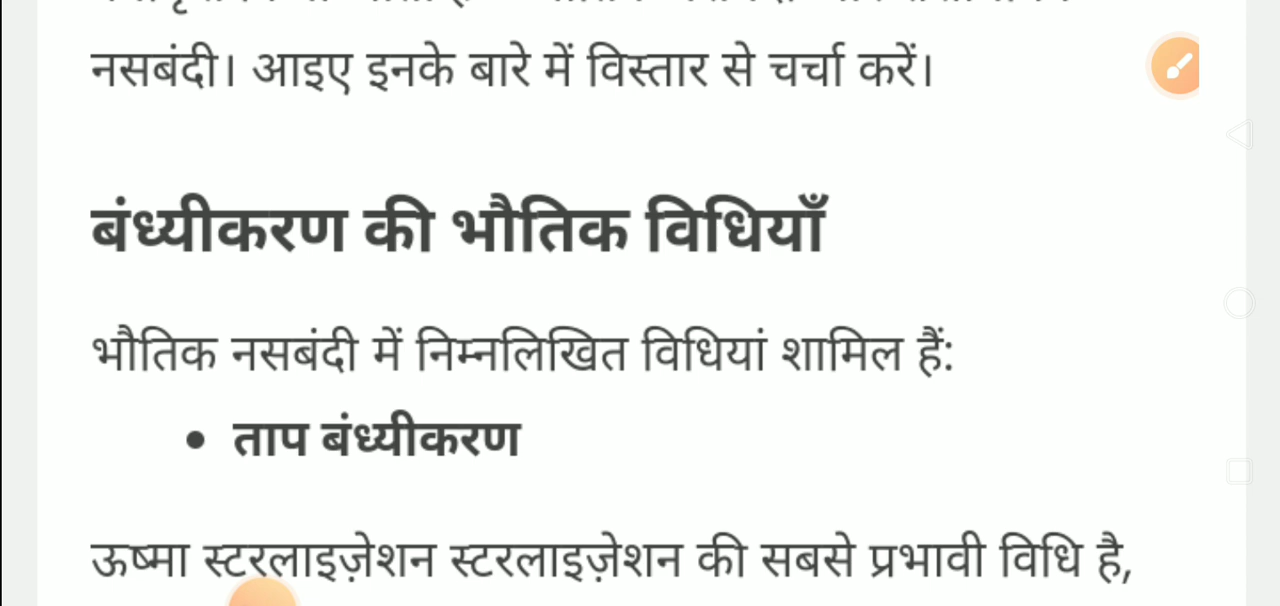 नसबंदी। आइए इनके बारे में विस्तार से चर्चा करें।
बंध्यीकरण की भौतिक विधियाँ
भौतिक नसबंदी में निम्नलिखित विधियां शामिल हैं:
• ताप बंध्यीकरण
ऊष्मा स्टरलाइज़ेशन स्टरलाइज़ेशन की सबसे प्रभावी विधि है,